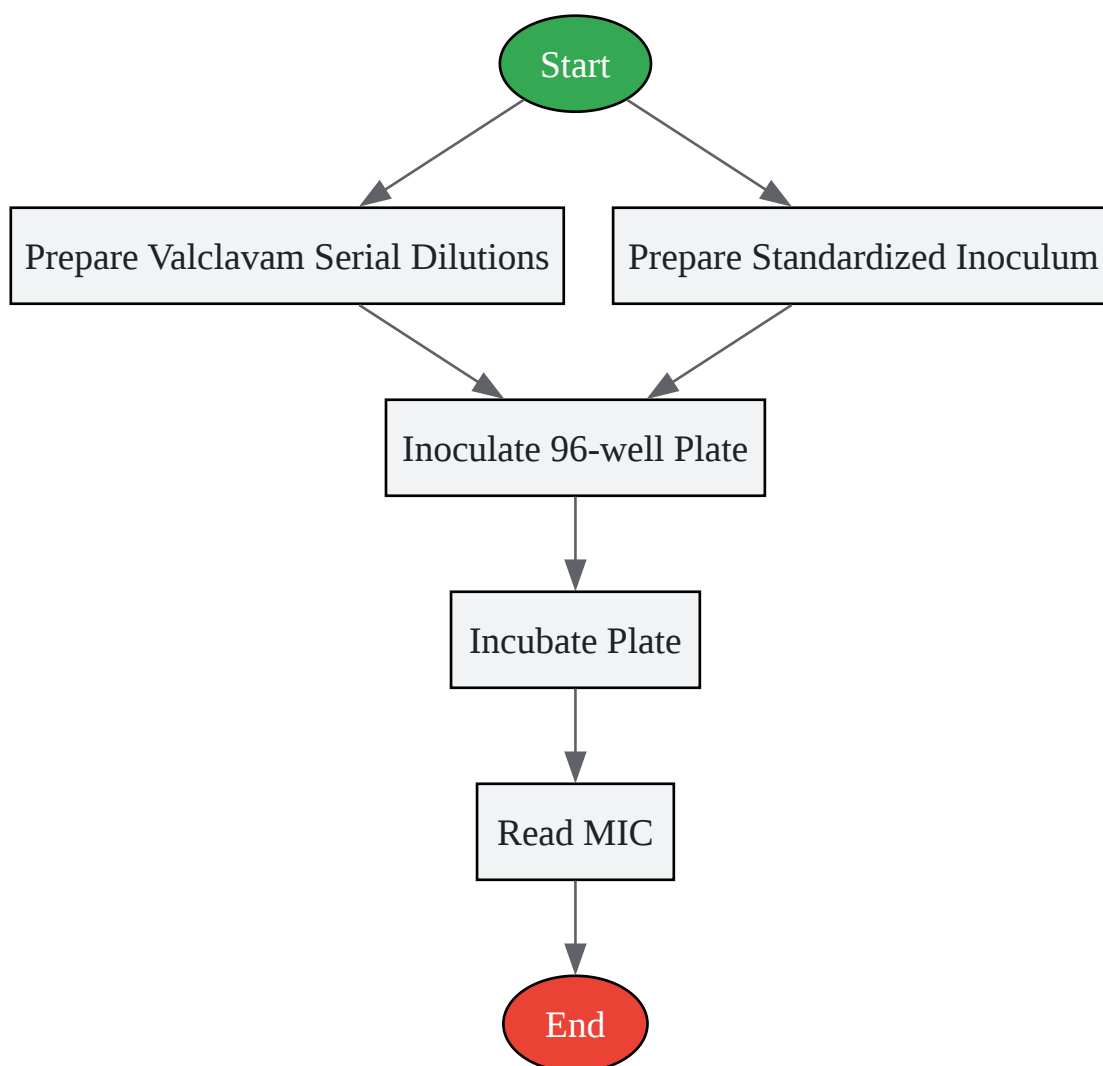 Start
Prepare Valclavam Serial Dilutions
Prepare Standardized Inoculum
Inoculate 96-well Plate
Incubate Plate
Read MIC
End